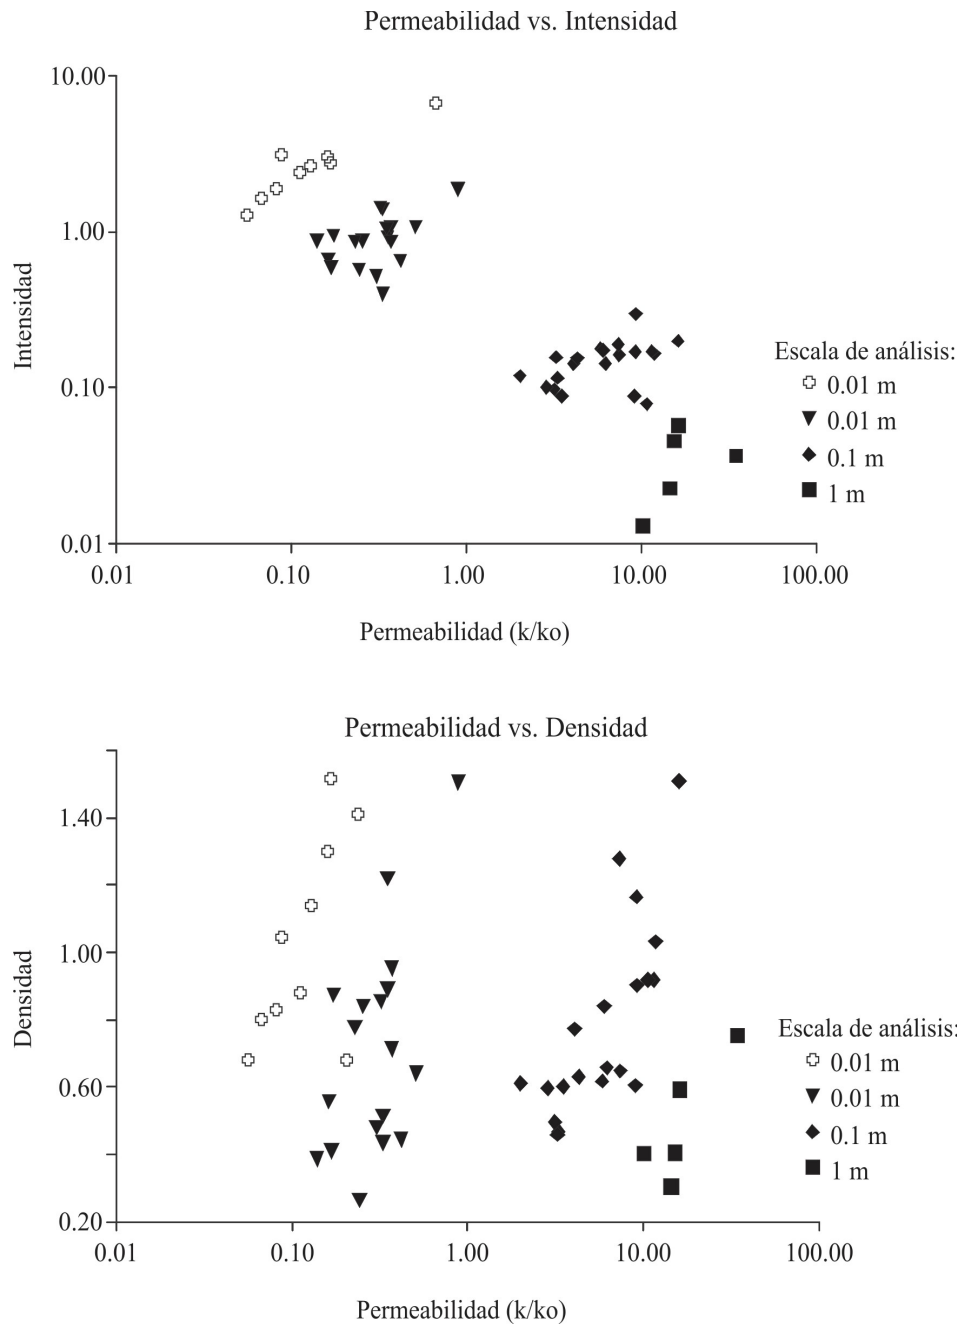 Permeabilidad vs. Intensidad
10.00
1.00
0.10
0.01
Intensidad
0.01 0.10 1.00 10.00 100.00
Permeabilidad (k/ko)
Escala de análisis:
0.01 m
0.01 m
0.1 m
1 m
Permeabilidad vs. Densidad
1.40
1.00
0.60
0.20
Densidad
0.01 0.10 1.00 10.00 100.00
Permeabilidad (k/ko)
Escala de análisis:
0.01 m
0.01 m
0.1 m
1 m